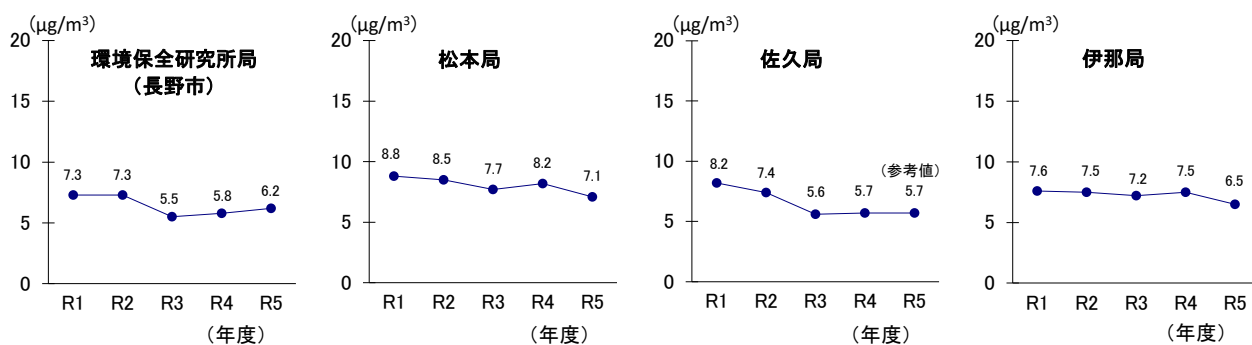 (μg/m³)
環境保全研究所局
（長野市）
20
15
10
5
0
7.3
7.3
5.5
5.8
6.2
R1
R2
R3
R4
R5
（年度）
(μg/m³)
松本局
20
15
10
5
0
8.8
8.5
7.7
8.2
7.1
R1
R2
R3
R4
R5
（年度）
(μg/m³)
佐久局
20
15
10
5
0
8.2
7.4
5.6
5.7
（参考値）
5.7
R1
R2
R3
R4
R5
（年度）
(μg/m³)
伊那局
20
15
10
5
0
7.6
7.5
7.2
7.5
6.5
R1
R2
R3
R4
R5
（年度）